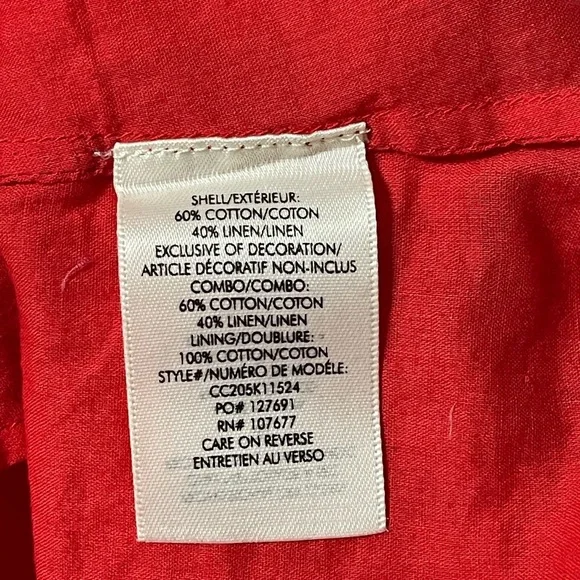 SHELL/EXTÉRIEUR:
60% COTTON/COTON
40% LINEN/LINEN
EXCLUSIVE OF DECORATION/
ARTICLE DÉCORATIF NON-INCLUS
COMBO/COMBO:
60% COTTON/COTON
40% LINEN/LINEN
LINING/DOUBLURE:
100% COTTON/COTON
STYLE#/NUMÉRO DE MODÉLE:
CC205K11524
PO# 127691
RN# 107677
CARE ON REVERSE
ENTRETIEN AU VERSO